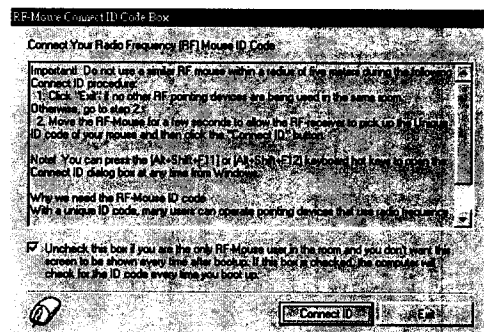 RF-Mouse Connect ID Code Box
Connect Your Radio Frequency (RF) Mouse ID Code
Important! Do not use a similar RF mouse within a radius of five meters during the following
Connect ID procedure:
1. Click "Exit" if no other RF pointing devices are being used in the same room.
Otherwise, go to step 2.
2. Move the RF-Mouse for a few seconds to allow the RF receiver to pick up the Unique
ID code of your mouse and then click the "Connect ID" button.
Note! You can press the [Alt+Shift+F11] or [Alt+Shift+F12] keyboard hot keys to open the
Connect ID dialog box at any time from Windows.
Why we need the RF-Mouse ID code
With a unique ID code, many users can operate pointing devices that use radio frequency
Uncheck this box if you are the only RF-Mouse user in the room and you don't want this
screen to be shown every time after bootup. If this box is checked, the computer will
check for the ID code every time you boot up.
Connect ID
Exit